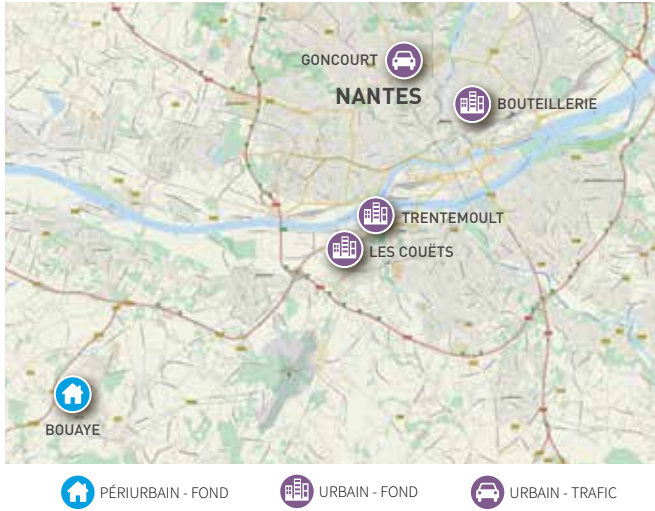 GONCOURT
NANTES
BOUTEILLERIE
TRENTEMOULT
LES COUËTS
BOUAYE
PÉRIURBAIN - FOND
URBAIN - FOND
URBAIN - TRAFIC